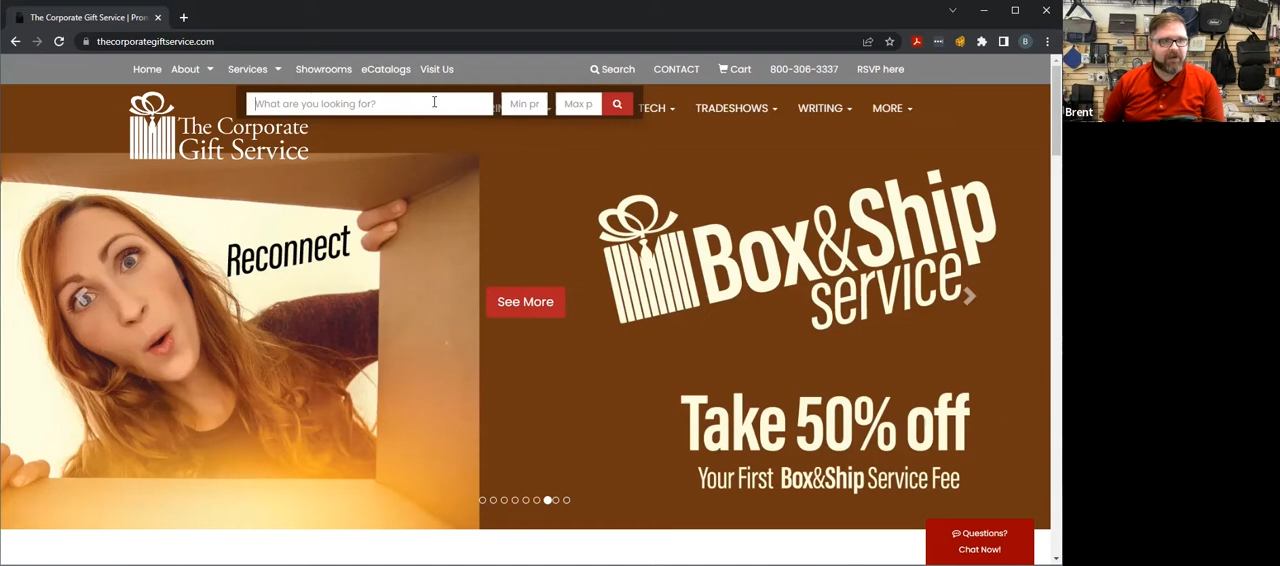 The Corporate Gift Service | Pron
thecorporategiftservice.com
B
Home About Services Showrooms eCatalogs Visit Us Search CONTACT Cart 800-306-3337 RSVP here
What are you looking for? Min pr Max p
TECH TRADESHOWS WRITING MORE
The Corporate
Gift Service
Reconnect
Box&Ship
service
See More
Take 50% off
Your First Box&Ship Service Fee
Questions?
Chat Now!
Brent